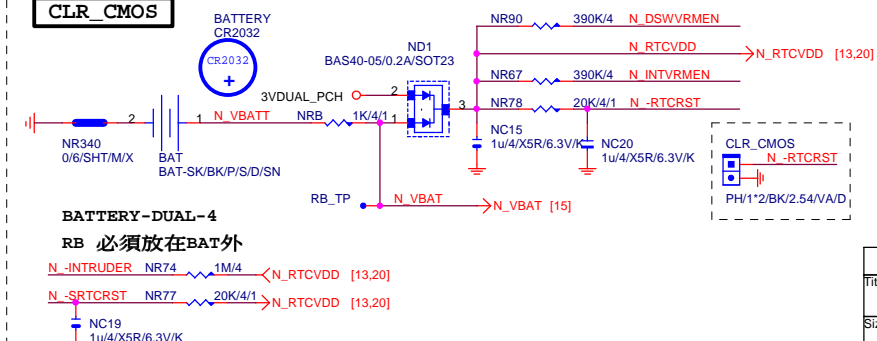 CLR_CMOS
BATTERY
CR2032
CR2032
+
NR90 390K/4 N_DSWVRMEN
ND1
BAS40-05/0.2A/SOT23
N_RTCVDD N_RTCVDD [13,20]
3VDUAL_PCH 2
NR67 390K/4 N_INTVRMEN
3
NR78 20K/4/1 N_-RTCRST
2 1 N_VBATT NRB 1K/4/1 1
NR340
0/6/SHT/M/X
BAT
BAT-SK/BK/P/S/D/SN
NC15
1u/4/X5R/6.3V/K
NC20
1u/4/X5R/6.3V/K
CLR_CMOS
N_-RTCRST
PH/1*2/BK/2.54/VA/D
RB_TP N_VBAT N_VBAT [15]
BATTERY-DUAL-4
RB 必須放在BAT外
N_-INTRUDER NR74 1M/4 N_RTCVDD [13,20]
N_-SRTCRST NR77 20K/4/1 N_RTCVDD [13,20]
NC19
1u/4/X5R/6.3V/K
Tit
Siz